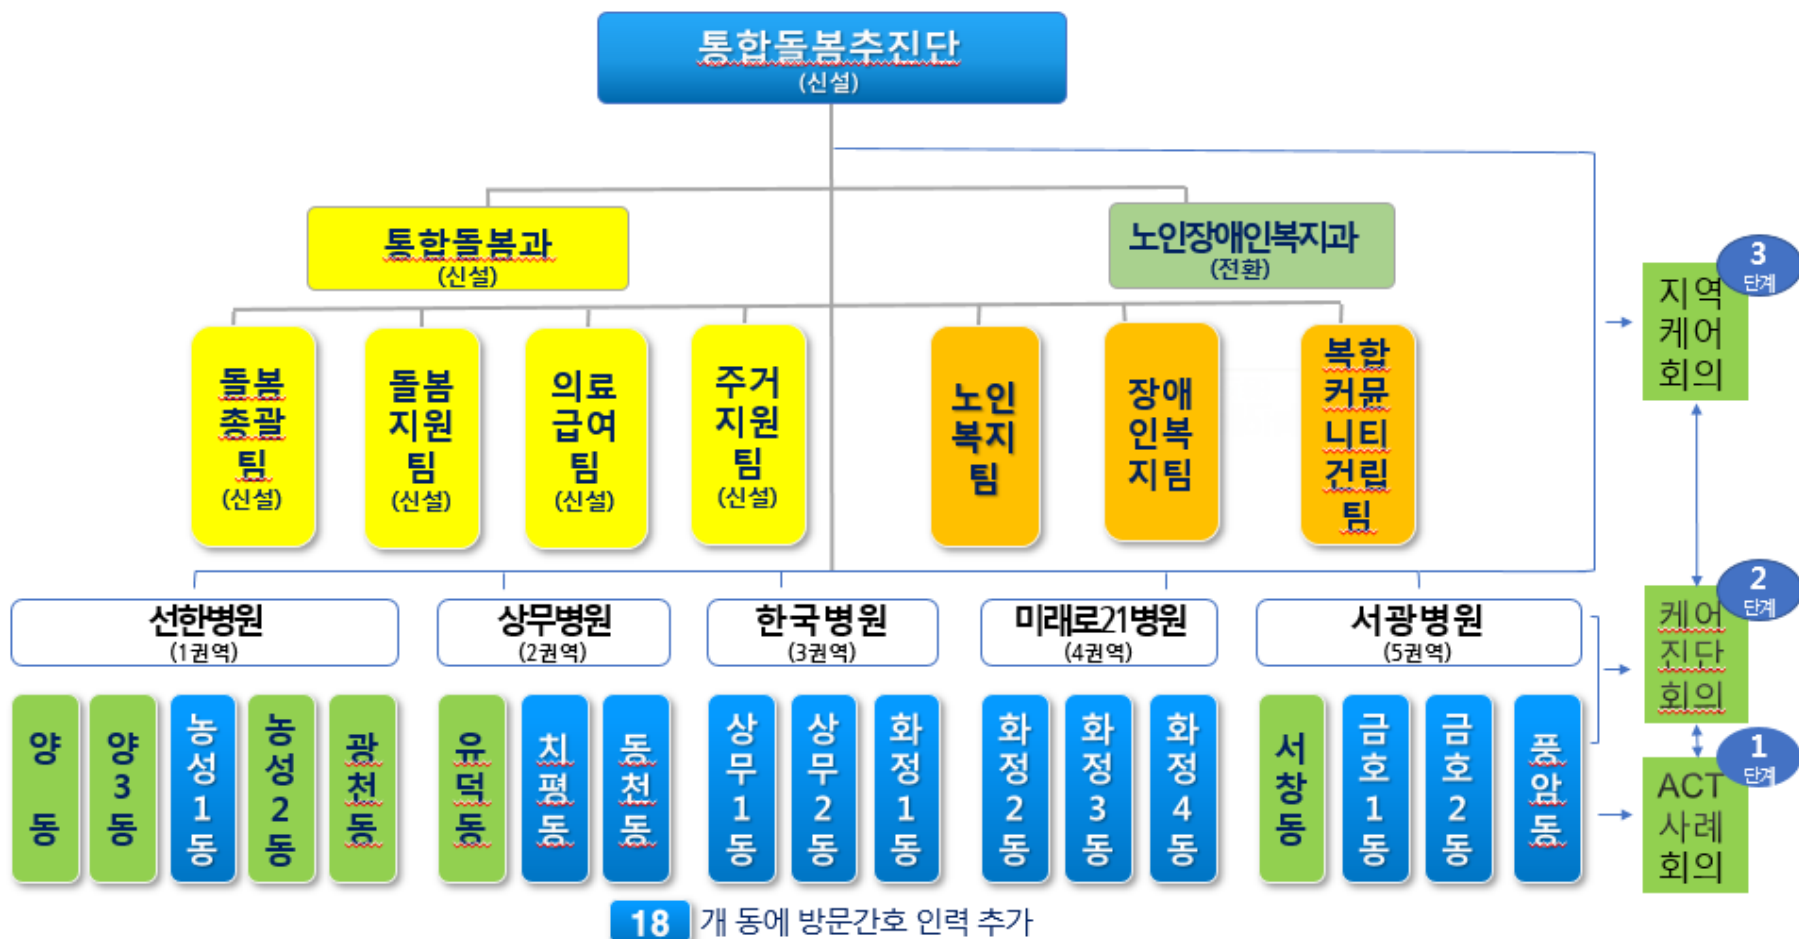 통합돌봄추진단
(신설)
통합돌봄과
(신설)
노인장애인복지과
(전환)
돌봄
총괄
팀
(신설)
돌봄
지원
팀
(신설)
의료
급여
팀
(신설)
주거
지원
팀
(신설)
노인
복지
팀
장애
인복
지팀
복합
커뮤
니티
건립
팀
3
단계
지역
케어
회의
선한병원
(1권역)
상무병원
(2권역)
한국병원
(3권역)
미래로21병원
(4권역)
서광병원
(5권역)
2
단계
케어
진단
회의
양
동
양
3
동
농
성
1
동
농
성
2
동
광
천
동
유
덕
동
치
평
동
동
천
동
상
무
1
동
상
무
2
동
화
정
1
동
화
정
2
동
화
정
3
동
화
정
4
동
서
창
동
금
호
1
동
금
호
2
동
풍
암
동
1
단계
ACT
사례
회의
18 개 동에 방문간호 인력 추가